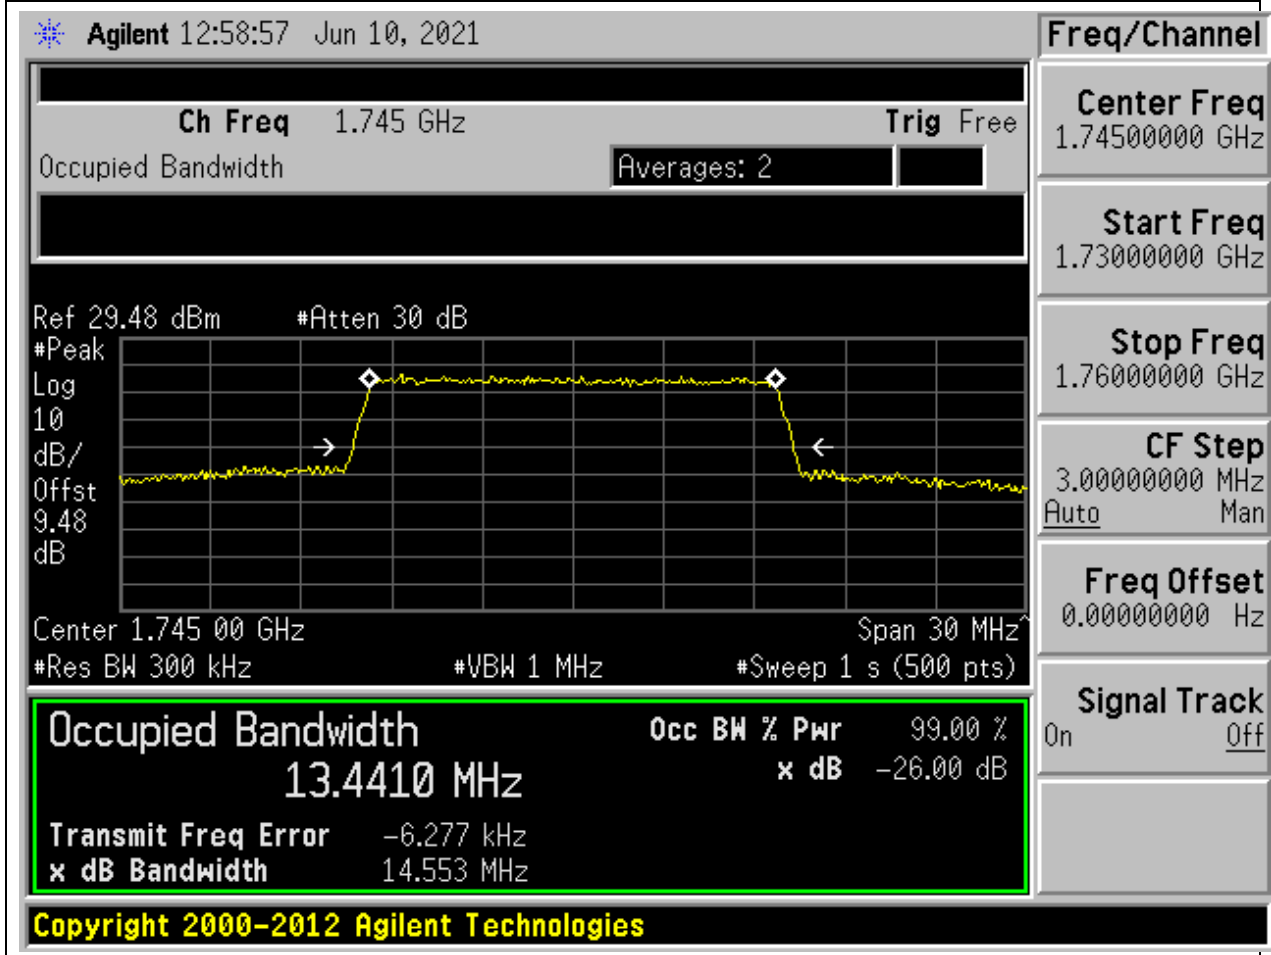 Agilent 12:58:57 Jun 10, 2021
Freq/Channel
Ch Freq 1.745 GHz Trig Free
Occupied Bandwidth Averages: 2
Ref 29.48 dBm #Atten 30 dB
#Peak
Log
10
dB/
Offst
9.48
dB
Center 1.745 00 GHz Span 30 MHz^
#Res BW 300 kHz #VBW 1 MHz #Sweep 1 s (500 pts)
Occupied Bandwidth Occ BW % Pwr 99.00 %
13.4410 MHz x dB -26.00 dB
Transmit Freq Error -6.277 kHz
x dB Bandwidth 14.553 MHz
Center Freq
1.74500000 GHz
Start Freq
1.73000000 GHz
Stop Freq
1.76000000 GHz
CF Step
3.00000000 MHz
Auto Man
Freq Offset
0.00000000 Hz
Signal Track
On Off
Copyright 2000-2012 Agilent Technologies